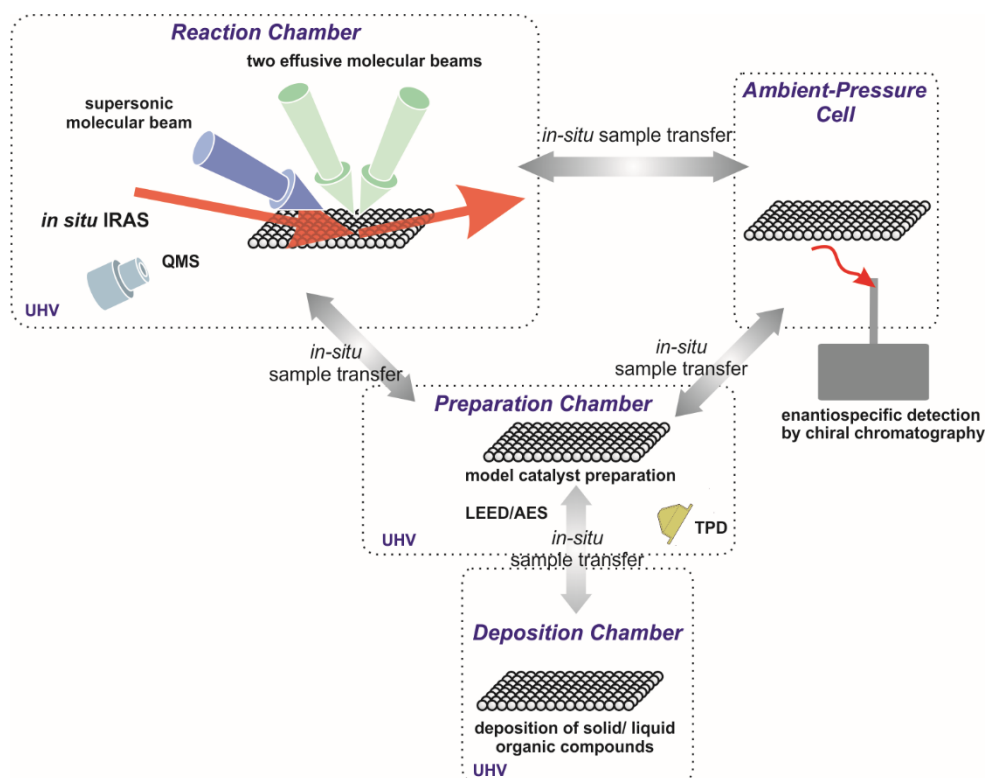 Reaction Chamber
two effusive molecular beams
supersonic
molecular beam
in situ IRAS
QMS
UHV
in-situ sample transfer
Ambient-Pressure
Cell
enantiospecific detection
by chiral chromatography
in-situ
sample transfer
in-situ
sample transfer
Preparation Chamber
model catalyst preparation
LEED/AES
TPD
UHV
in-situ
sample transfer
Deposition Chamber
deposition of solid/ liquid
organic compounds
UHV